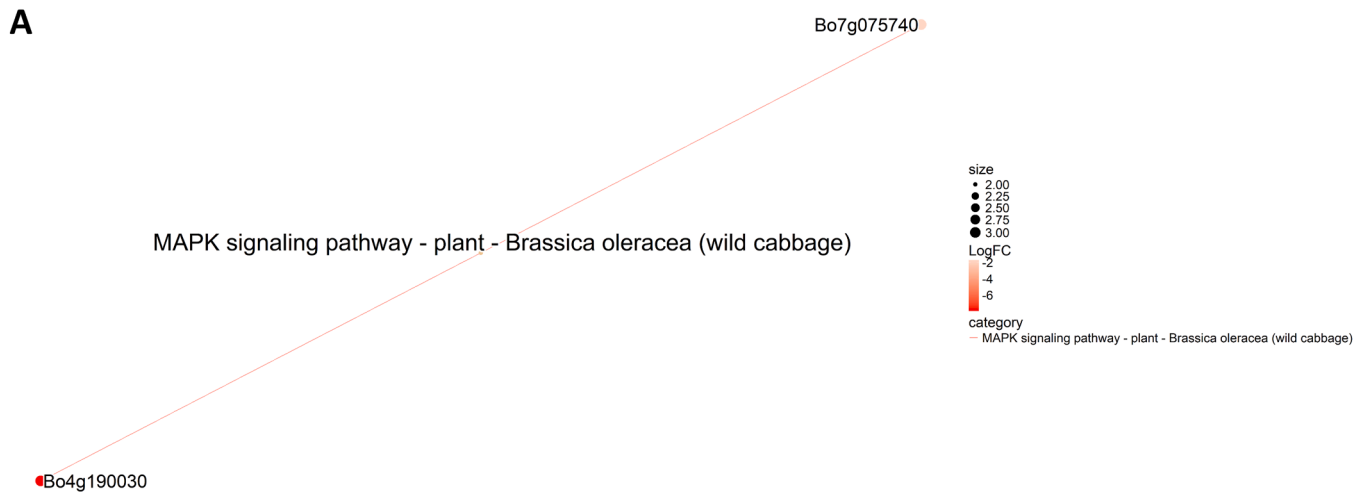 A
Bo7g075740
MAPK signaling pathway - plant - Brassica oleracea (wild cabbage)
Bo4g190030
size
2.00
2.25
2.50
2.75
3.00
LogFC
-2
-4
-6
category
MAPK signaling pathway - plant - Brassica oleracea (wild cabbage)